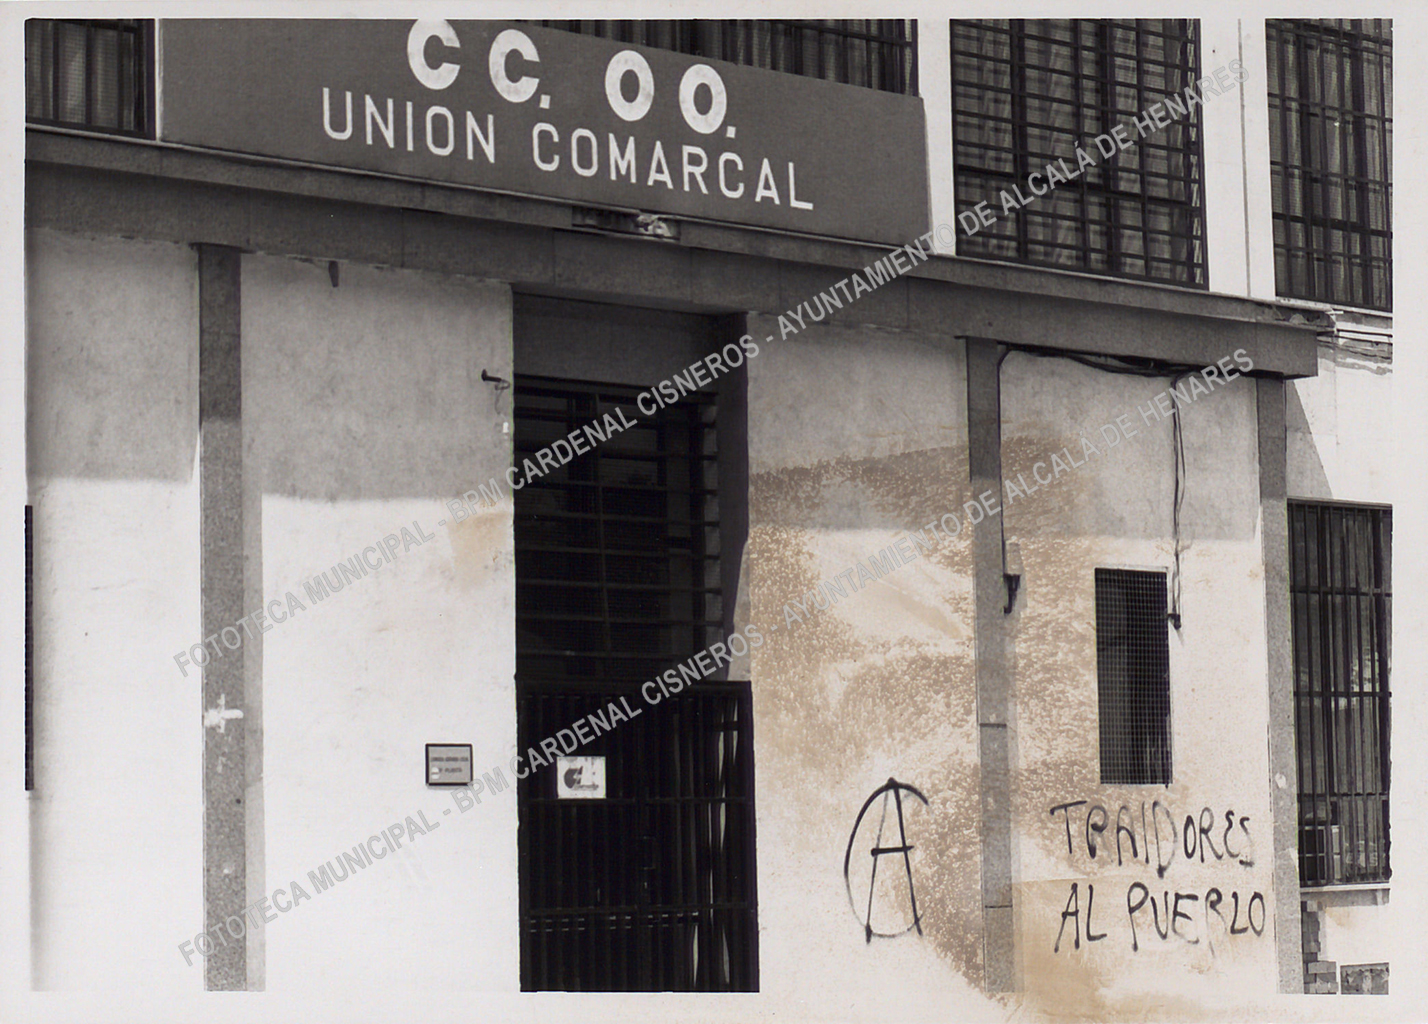 CC. OO.
UNION COMARCAL
FOTOTECA MUNICIPAL - BPM CARDENAL CISNEROS - AYUNTAMIENTO DE ALCALÁ DE HENARES
FOTOTECA MUNICIPAL - BPM CARDENAL CISNEROS - AYUNTAMIENTO DE ALCALÁ DE HENARES
A
TRAIDORES
AL PUERLO